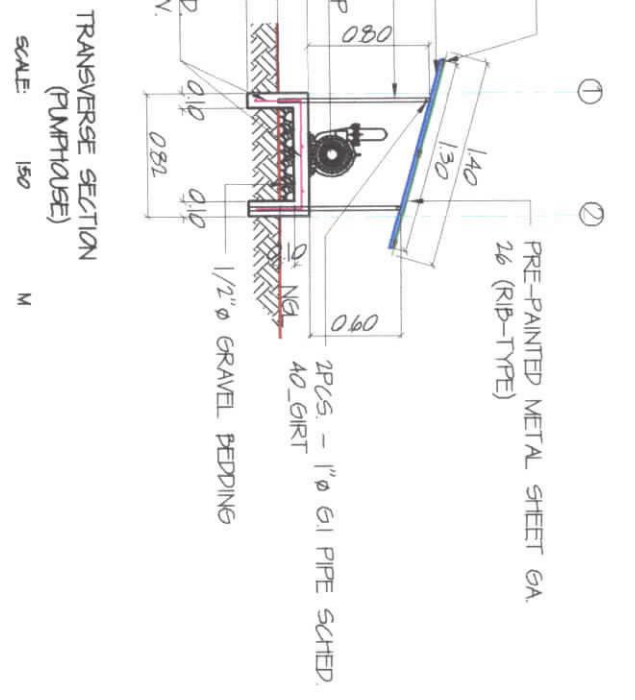 1
2
1.40
1.30
0.80
0.60
P
PRE-PAINTED METAL SHEET GA.
26 (RIB-TYPE)
2PCS. - 1"Ø G.I PIPE SCHED.
40_GIRT
NGL
0.10
0.10
0.10
0.82
1/2"Ø GRAVEL BEDDING
D.
V.
TRANSVERSE SECTION
(PUMPHOUSE)
SCALE: 1:50 M